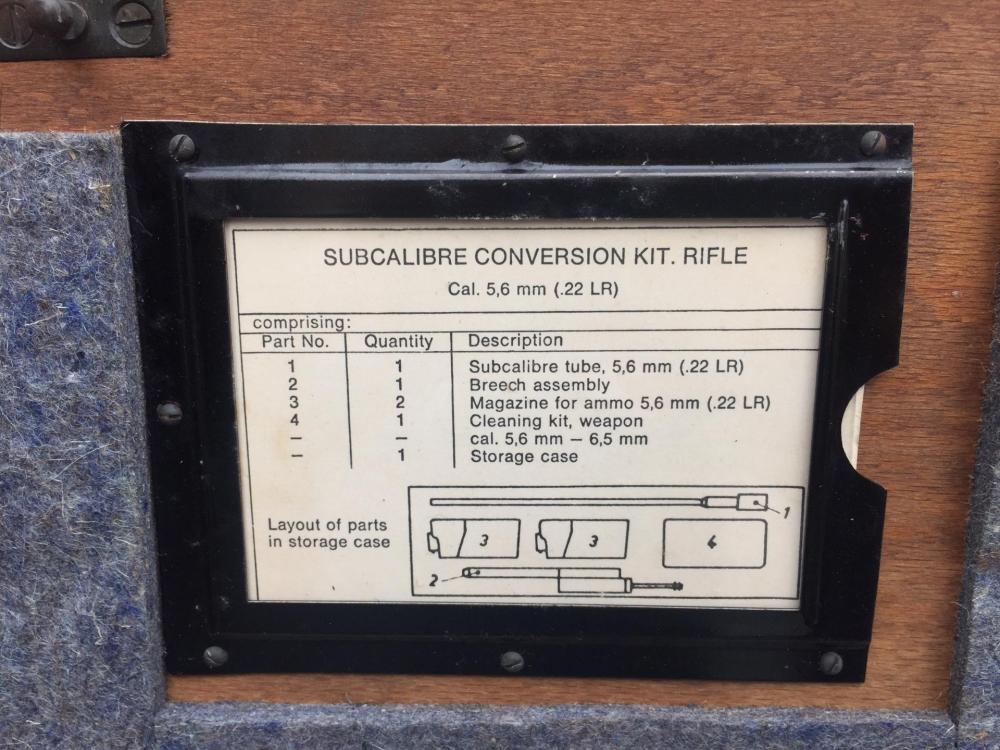 SUBCALIBRE CONVERSION KIT. RIFLE
Cal. 5,6 mm (.22 LR)
comprising:
Part No. Quantity Description
1 1 Subcalibre tube, 5,6 mm (.22 LR)
2 1 Breech assembly
3 2 Magazine for ammo 5,6 mm (.22 LR)
4 1 Cleaning kit, weapon
– – cal. 5,6 mm – 6,5 mm
– 1 Storage case
Layout of parts
in storage case
1
3 3 4
2